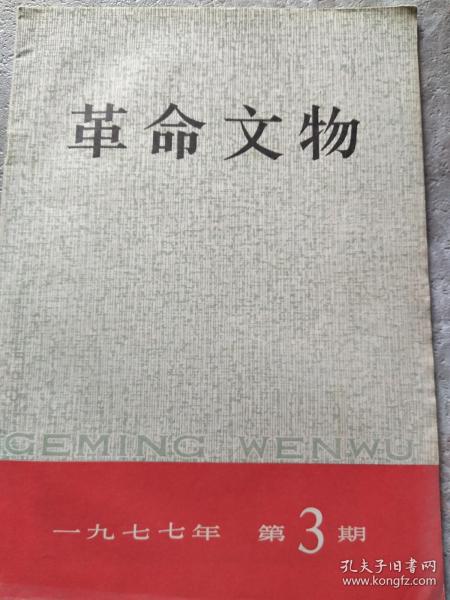 革命文物
GEMING WENWU
一九七七年 第3期
孔夫子旧书网
www.kongfz.com